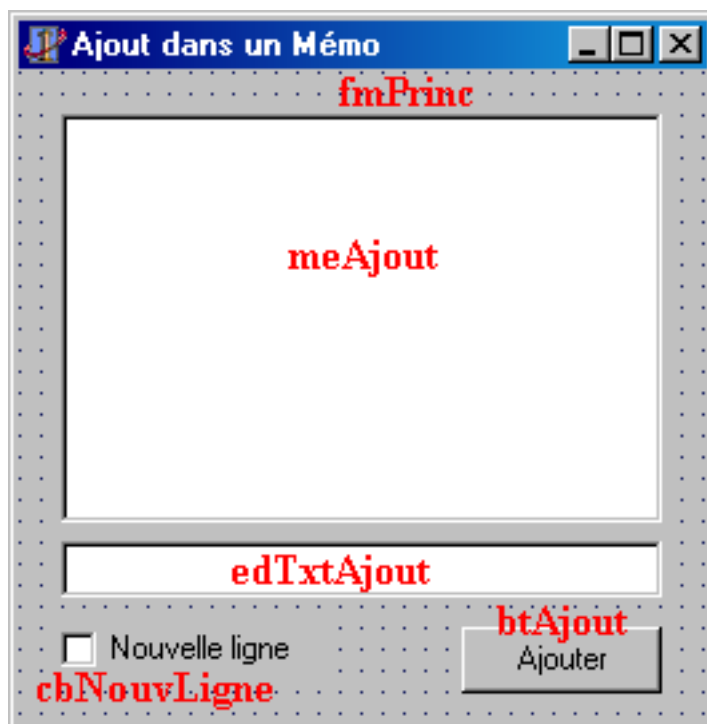 Ajout dans un Mémo
fmPrinc
meAjout
edTxtAjout
btAjout
Nouvelle ligne
Ajouter
cbNouvLigne